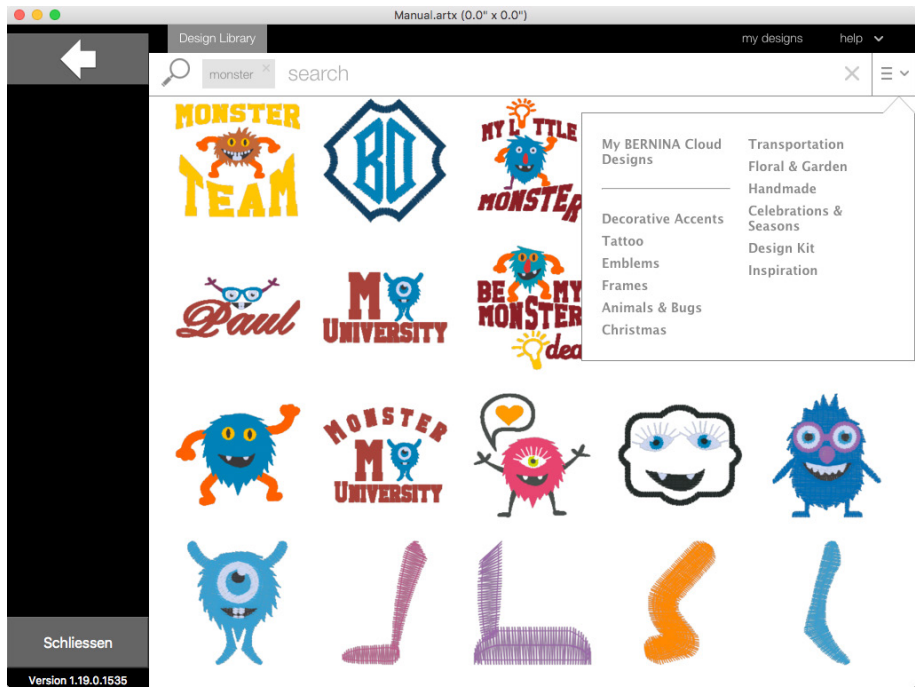 Manual.artx (0.0" x 0.0")
Design Library
my designs
help
monster ×
search
My BERNINA Cloud
Designs
Decorative Accents
Tattoo
Emblems
Frames
Animals & Bugs
Christmas
Transportation
Floral & Garden
Handmade
Celebrations &
Seasons
Design Kit
Inspiration
MONSTER
TEAM
BD
MY LITTLE
MONSTER
Paul
M
UNIVERSITY
BE MY
MONSTER
idea
MONSTER
M
UNIVERSITY
Schliessen
Version 1.19.0.1535